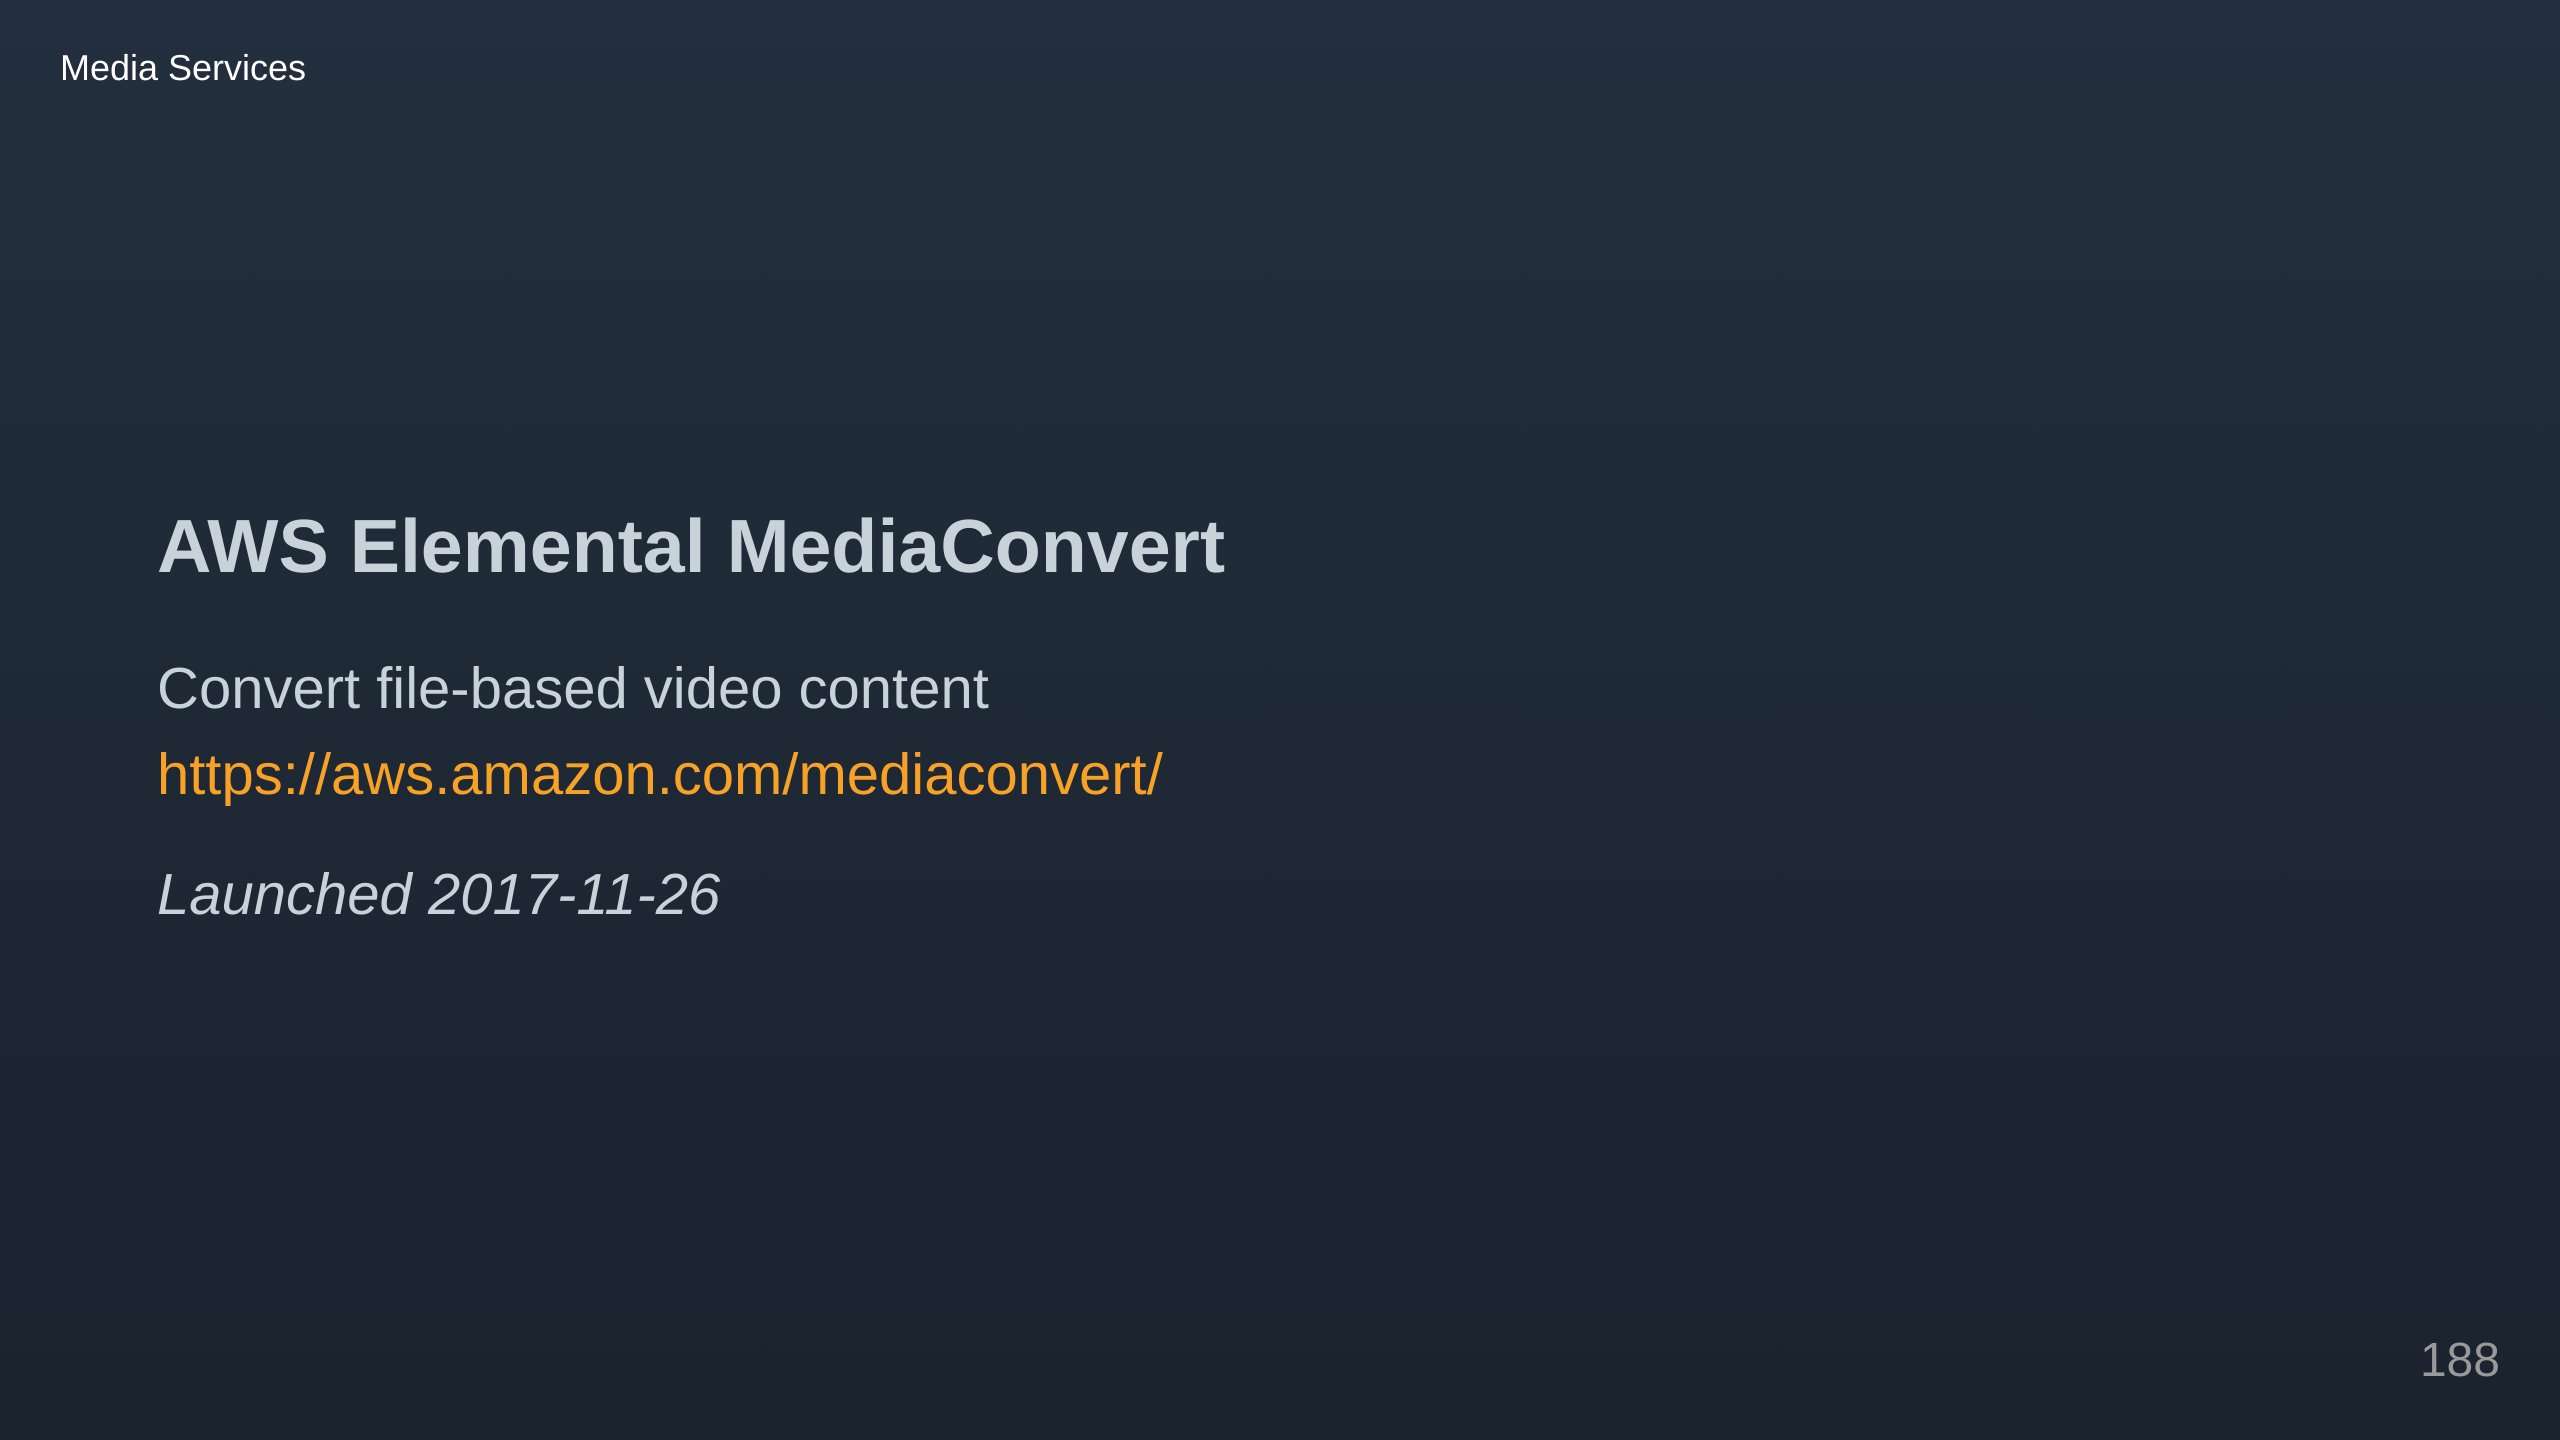 Media Services
AWS Elemental MediaConvert
Convert file-based video content
https://aws.amazon.com/mediaconvert/
Launched 2017-11-26
188